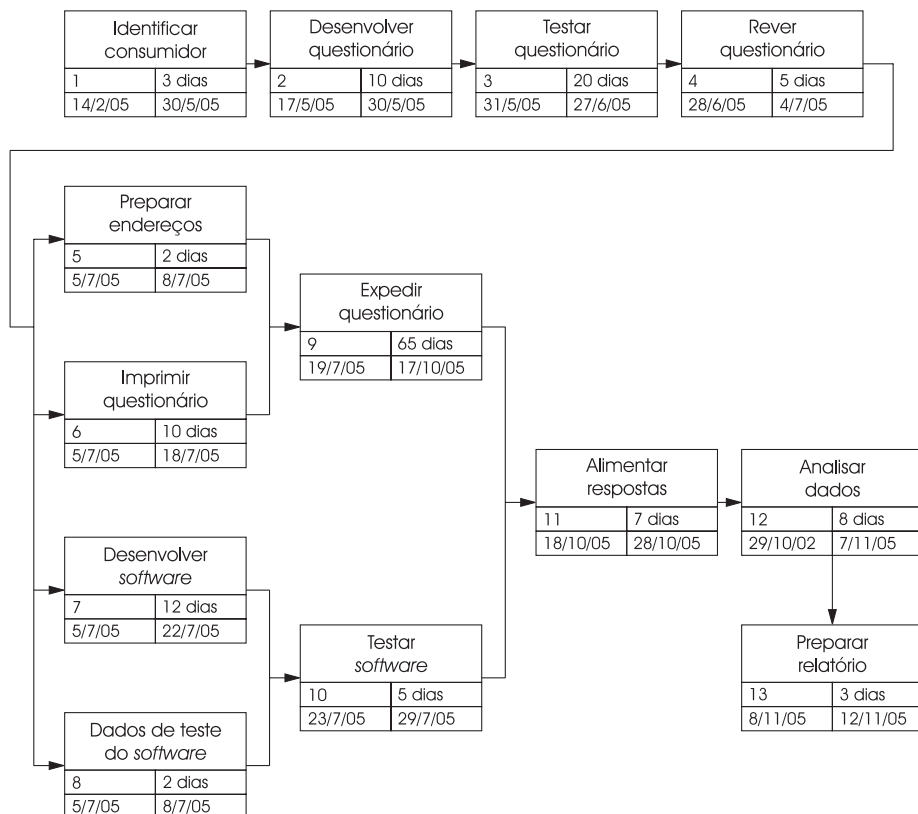 Identificar
consumidor
1 3 dias
14/2/05 30/5/05
Desenvolver
questionário
2 10 dias
17/5/05 30/5/05
Testar
questionário
3 20 dias
31/5/05 27/6/05
Rever
questionário
4 5 dias
28/6/05 4/7/05
Preparar
endereços
5 2 dias
5/7/05 8/7/05
Imprimir
questionário
6 10 dias
5/7/05 18/7/05
Desenvolver
software
7 12 dias
5/7/05 22/7/05
Dados de teste
do software
8 2 dias
5/7/05 8/7/05
Expedir
questionário
9 65 dias
19/7/05 17/10/05
Testar
software
10 5 dias
23/7/05 29/7/05
Alimentar
respostas
11 7 dias
18/10/05 28/10/05
Analisar
dados
12 8 dias
29/10/02 7/11/05
Preparar
relatório
13 3 dias
8/11/05 12/11/05